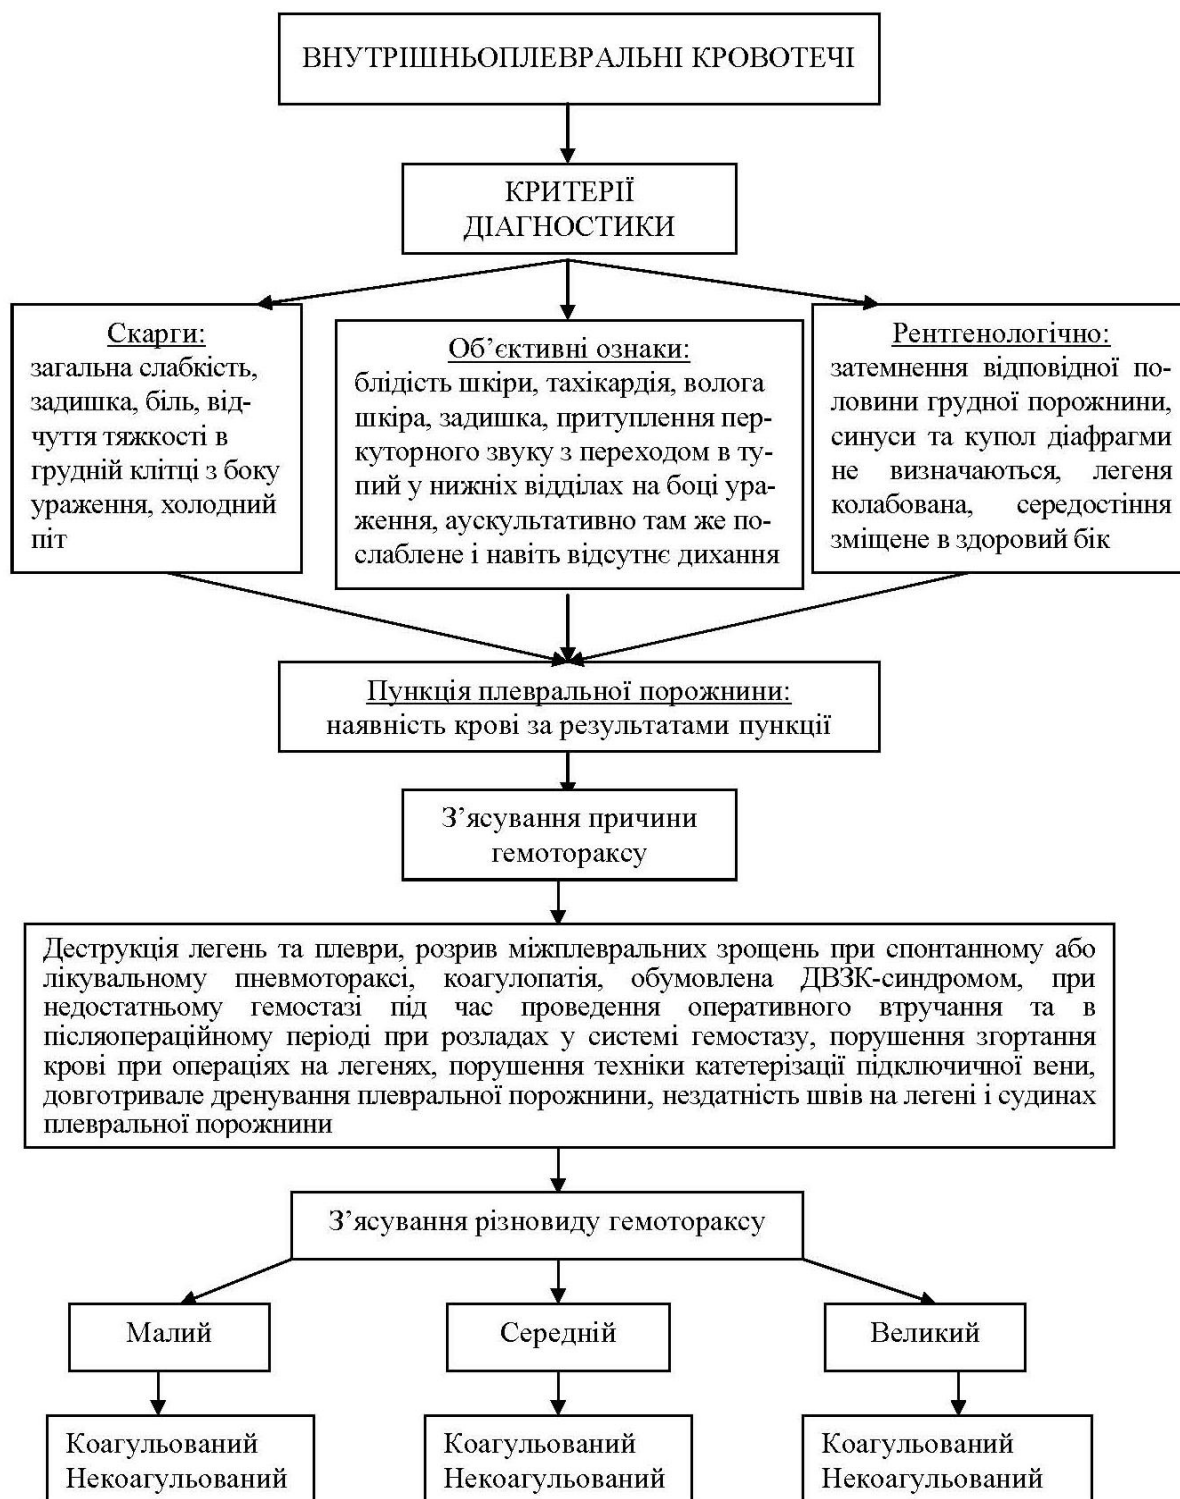 ВНУТРІШНЬОПЛЕВРАЛЬНІ КРОВОТЕЧІ
КРИТЕРІЇ
ДІАГНОСТИКИ
Скарги:
загальна слабкість,
задишка, біль, від-
чуття тяжкості в
грудній клітці з боку
ураження, холодний
піт
Об’єктивні ознаки:
блідість шкіри, тахікардія, волога
шкіра, задишка, притуплення пер-
куторного звуку з переходом в ту-
пий у нижніх відділах на боці ура-
ження, аускультативно там же по-
слаблене і навіть відсутнє дихання
Рентгенологічно:
затемнення відповідної по-
ловини грудної порожнини,
синуси та купол діафрагми
не визначаються, легеня
колабована, середостіння
зміщене в здоровий бік
Пункція плевральної порожнини:
наявність крові за результатами пункції
З’ясування причини
гемотораксу
Деструкція легень та плеври, розрив міжплевральних зрощень при спонтанному або
лікувальному пневмотораксі, коагулопатія, обумовлена ДВЗК-синдромом, при
недостатньому гемостазі під час проведення оперативного втручання та в
післяопераційному періоді при розладах у системі гемостазу, порушення згортання
крові при операціях на легенях, порушення техніки катетерізації підключичної вени,
довготривале дренування плевральної порожнини, нездатність швів на легені і судинах
плевральної порожнини
З’ясування різновиду гемотораксу
Малий
Середній
Великий
Коагульований
Некоагульований
Коагульований
Некоагульований
Коагульований
Некоагульований